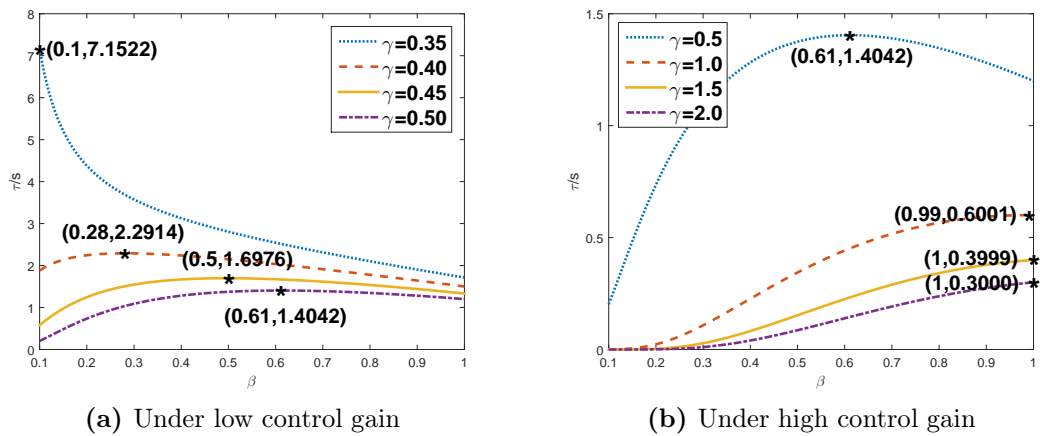 8
7
6
5
4
3
2
1
0
τ/s
(0.1,7.1522)
(0.28,2.2914)
(0.5,1.6976)
(0.61,1.4042)
γ=0.35
γ=0.40
γ=0.45
γ=0.50
0.1 0.2 0.3 0.4 0.5 0.6 0.7 0.8 0.9 1
β
(a) Under low control gain
1.5
1
0.5
0
τ/s
γ=0.5
γ=1.0
γ=1.5
γ=2.0
(0.61,1.4042)
(0.99,0.6001)
(1,0.3999)
(1,0.3000)
0.1 0.2 0.3 0.4 0.5 0.6 0.7 0.8 0.9 1
β
(b) Under high control gain